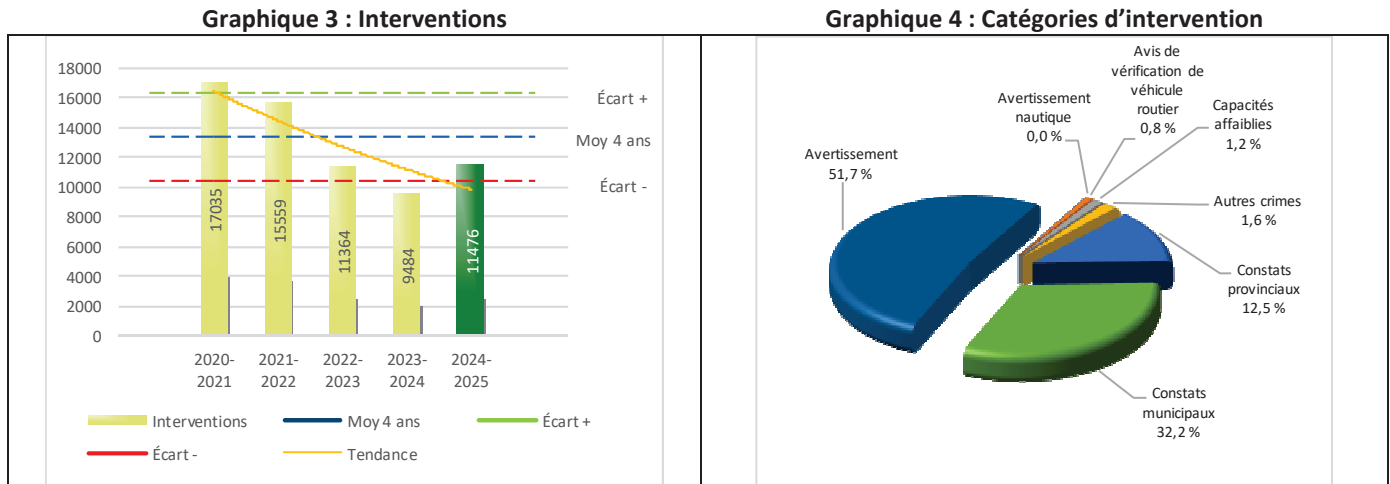 Graphique 3 : Interventions
18000
16000
14000
12000
10000
8000
6000
4000
2000
0
Écart +
Moy 4 ans
Écart -
17035
15559
11364
9484
11476
2020-
2021
2021-
2022
2022-
2023
2023-
2024
2024-
2025
Interventions
Moy 4 ans
Écart +
Écart -
Tendance
Graphique 4 : Catégories d'intervention
Avertissement
51,7 %
Avertissement
nautique
0,0 %
Avis de
vérification de
véhicule routier
0,8 %
Capacités
affaiblies
1,2 %
Autres crimes
1,6 %
Constats
provinciaux
12,5 %
Constats
municipaux
32,2 %